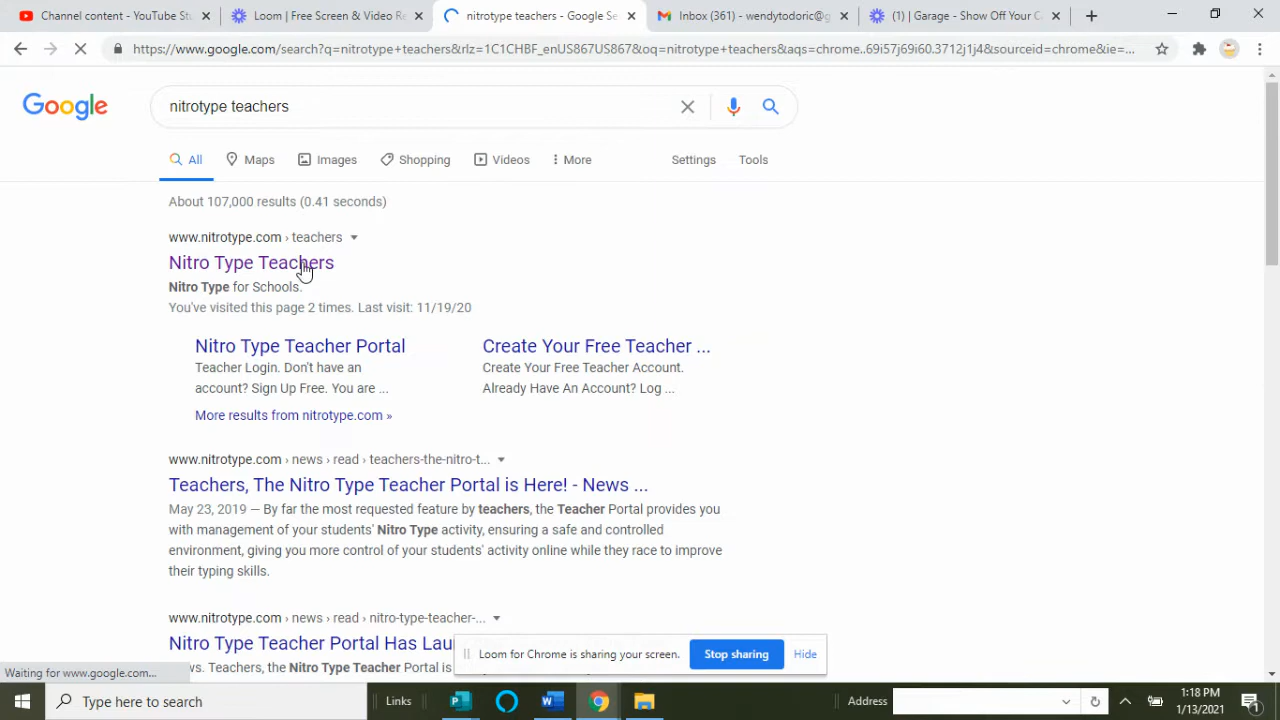 Channel content - YouTube St
Loom | Free Screen & Video Re
nitrotype teachers - Google Se
Inbox (361) - wendytodoric@g
(1) | Garage - Show Off Your C
https://www.google.com/search?q=nitrotype+teachers&rlz=1C1CHBF_enUS867US867&oq=nitrotype+teachers&aqs=chrome..69i57j69i60.3712j1j4&sourceid=chrome&ie=...
Google
nitrotype teachers
All
Maps
Images
Shopping
Videos
More
Settings
Tools
About 107,000 results (0.41 seconds)
www.nitrotype.com › teachers
Nitro Type Teachers
Nitro Type for Schools.
You've visited this page 2 times. Last visit: 11/19/20
Nitro Type Teacher Portal
Create Your Free Teacher ...
Teacher Login. Don't have an
account? Sign Up Free. You are ...
Create Your Free Teacher Account.
Already Have An Account? Log ...
More results from nitrotype.com »
www.nitrotype.com › news › read › teachers-the-nitro-t...
Teachers, The Nitro Type Teacher Portal is Here! - News ...
May 23, 2019 — By far the most requested feature by teachers, the Teacher Portal provides you
with management of your students' Nitro Type activity, ensuring a safe and controlled
environment, giving you more control of your students' activity online while they race to improve
their typing skills.
www.nitrotype.com › news › read › nitro-type-teacher-...
Nitro Type Teacher Portal Has Lau
ws. Teachers, the Nitro Type Teacher Portal is
Loom for Chrome is sharing your screen.
Stop sharing
Hide
Waiting for www.google.com...
Type here to search
Links
Address
1:18 PM
1/13/2021
1